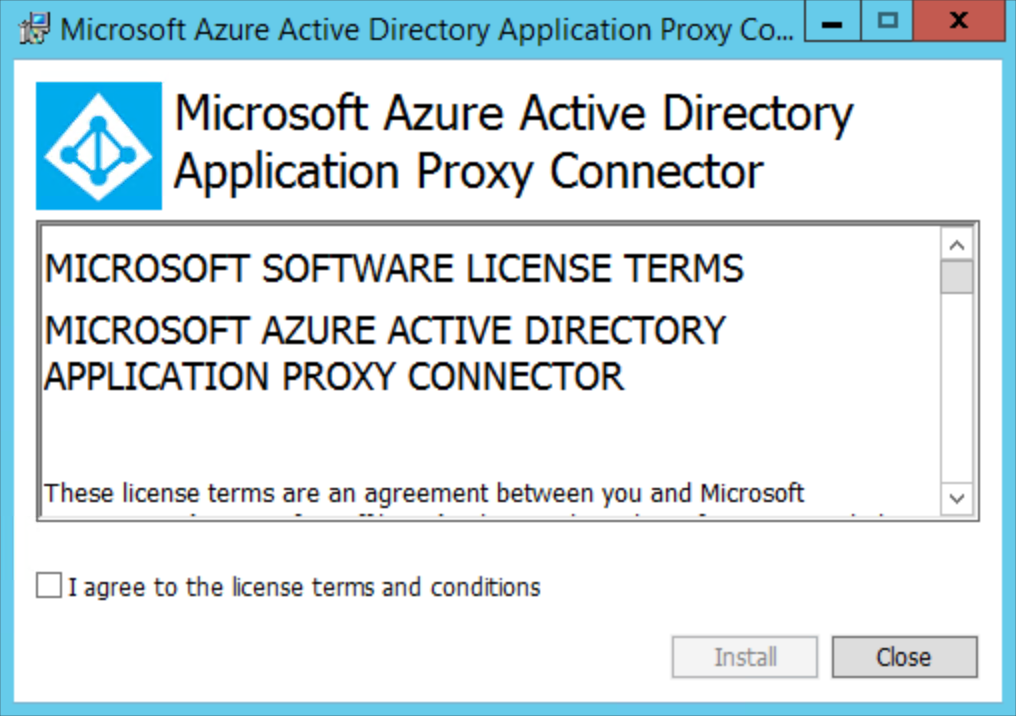 Microsoft Azure Active Directory Application Proxy Co...
Microsoft Azure Active Directory
Application Proxy Connector
MICROSOFT SOFTWARE LICENSE TERMS
MICROSOFT AZURE ACTIVE DIRECTORY
APPLICATION PROXY CONNECTOR
These license terms are an agreement between you and Microsoft
I agree to the license terms and conditions
Install
Close